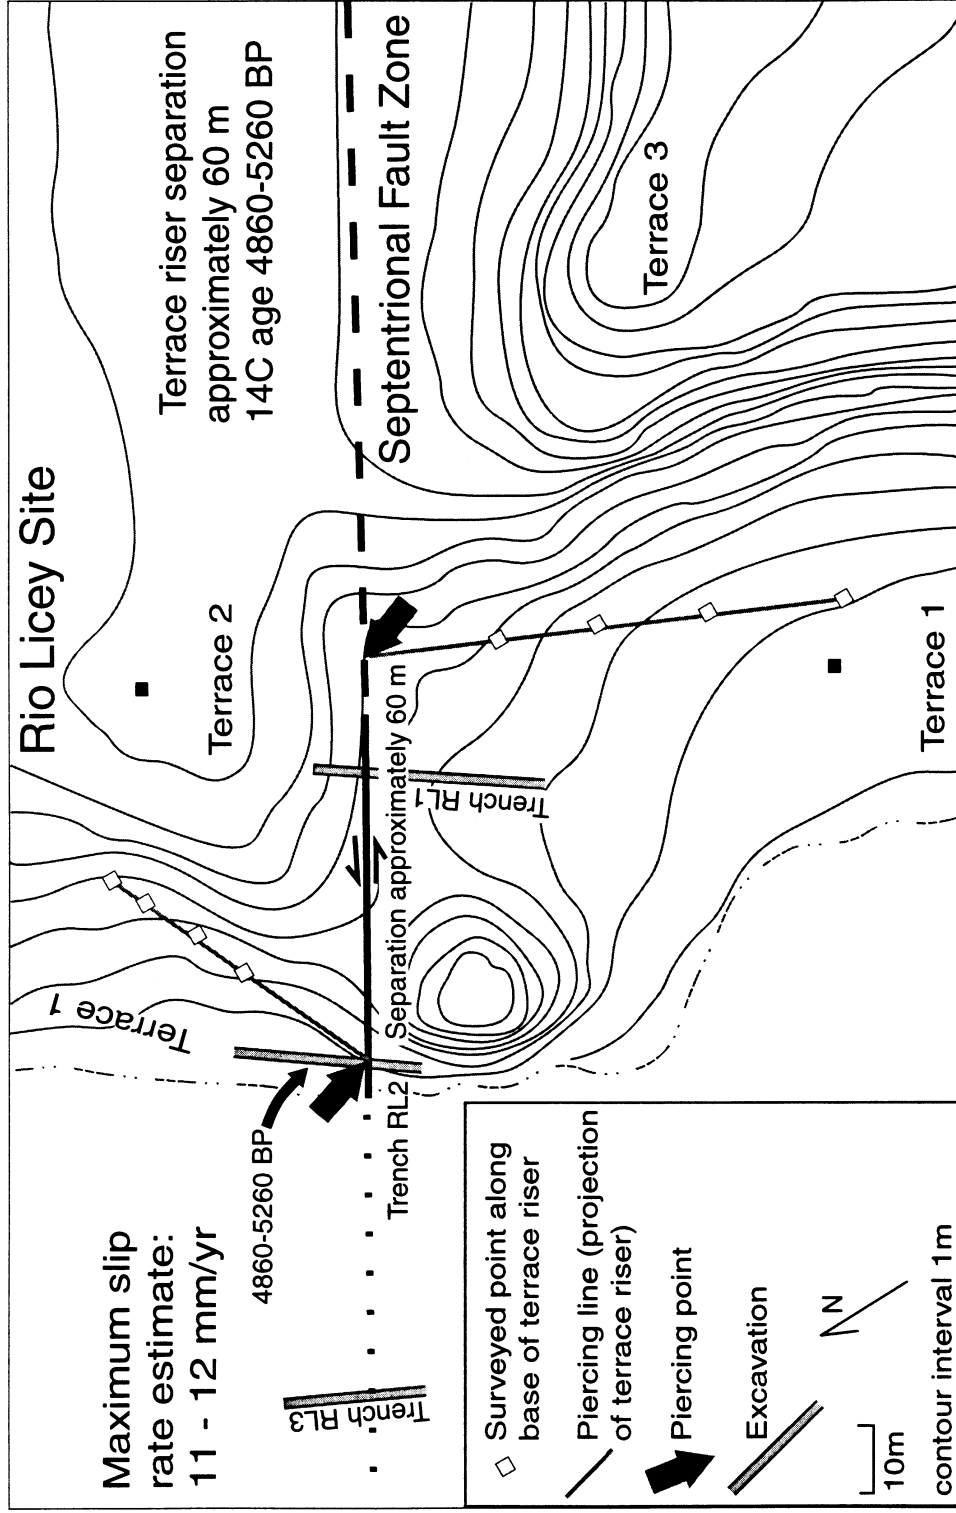 Rio Licey Site
Terrace riser separation
approximately 60 m
14C age 4860-5260 BP
Septentrional Fault Zone
Maximum slip
rate estimate:
11 - 12 mm/yr
4860-5260 BP
Terrace 1
Terrace 2
Terrace 3
Terrace 1
Trench RL3
Trench RL2
Trench RL1
Separation approximately 60 m
Surveyed point along
base of terrace riser
Piercing line (projection
of terrace riser)
Piercing point
Excavation
N
10m
contour interval 1m